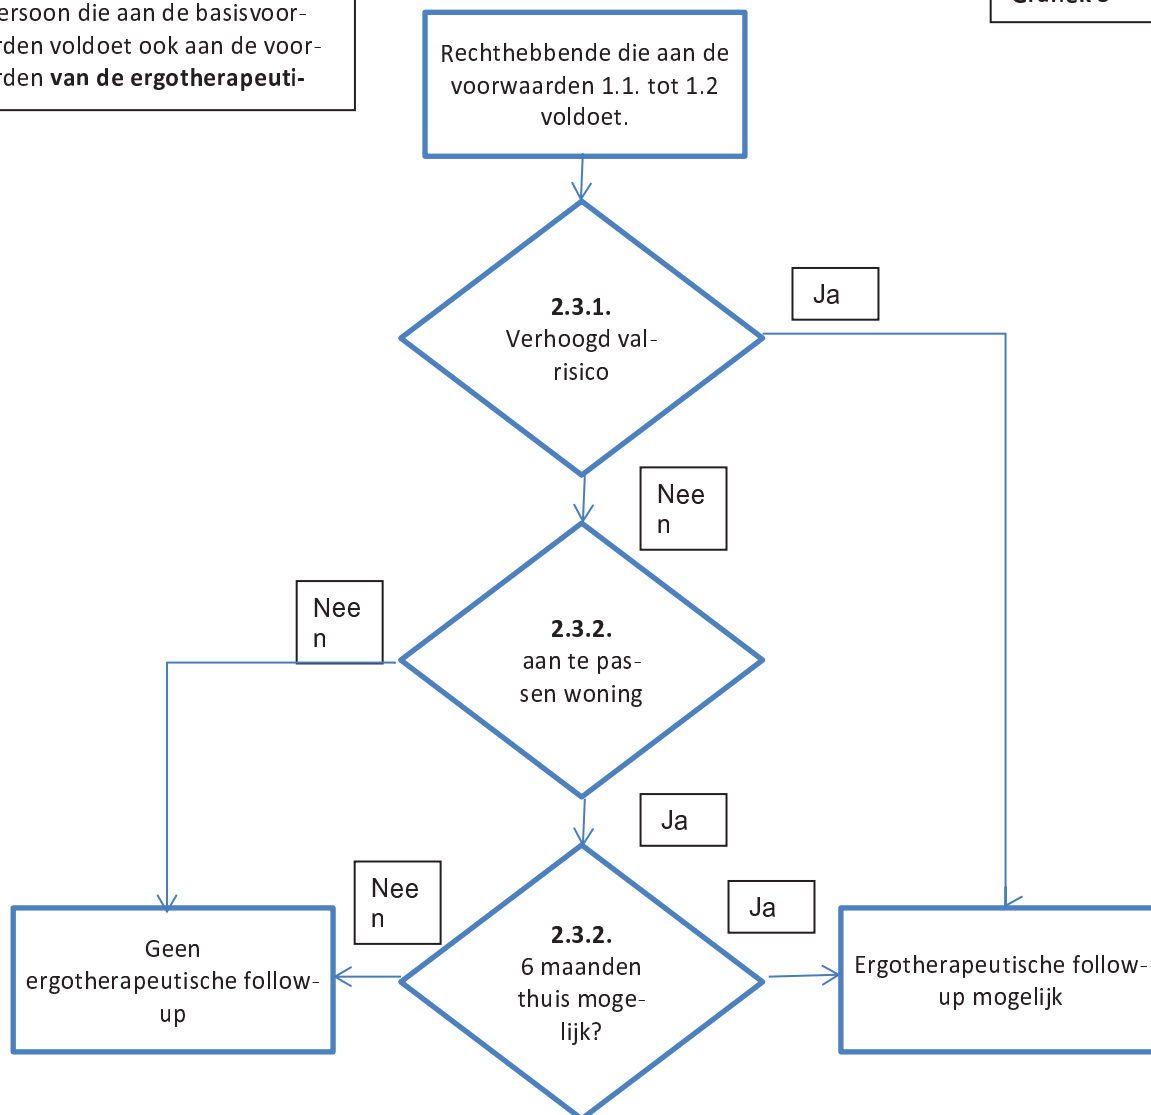 ersoon die aan de basisvoor-
rden voldoet ook aan de voor-
rden van de ergotherapeuti-
Rechthebbende die aan de
voorwaarden 1.1. tot 1.2
voldoet.
2.3.1.
Verhoogd val-
risico
Ja
Nee
n
2.3.2.
aan te pas-
sen woning
Nee
n
Ja
2.3.2.
6 maanden
thuis moge-
lijk?
Nee
n
Ja
Geen
ergotherapeutische follow-
up
Ergotherapeutische follow-
up mogelijk